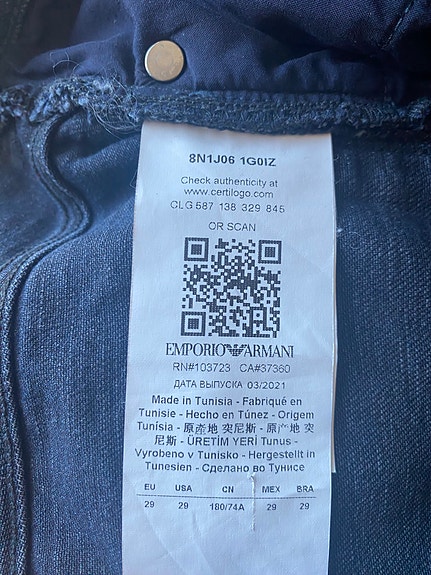 8N1J06 1G0IZ
Check authenticity at
www.certilogo.com
CLG 587 138 329 845
OR SCAN
EMPORIO ARMANI
RN#103723 CA#37360
ДАТА ВЫПУСКА 03/2021
Made in Tunisia - Fabriqué en
Tunisie - Hecho en Túnez - Origem
Tunísia - 原产地 突尼斯 - 原產地 突
尼斯 - ÜRETİM YERİ Tunus -
Vyrobeno v Tunisko - Hergestellt in
Tunesien - Сделано во Тунисе
EU USA CN MEX BRA
29 29 180/74A 29 29